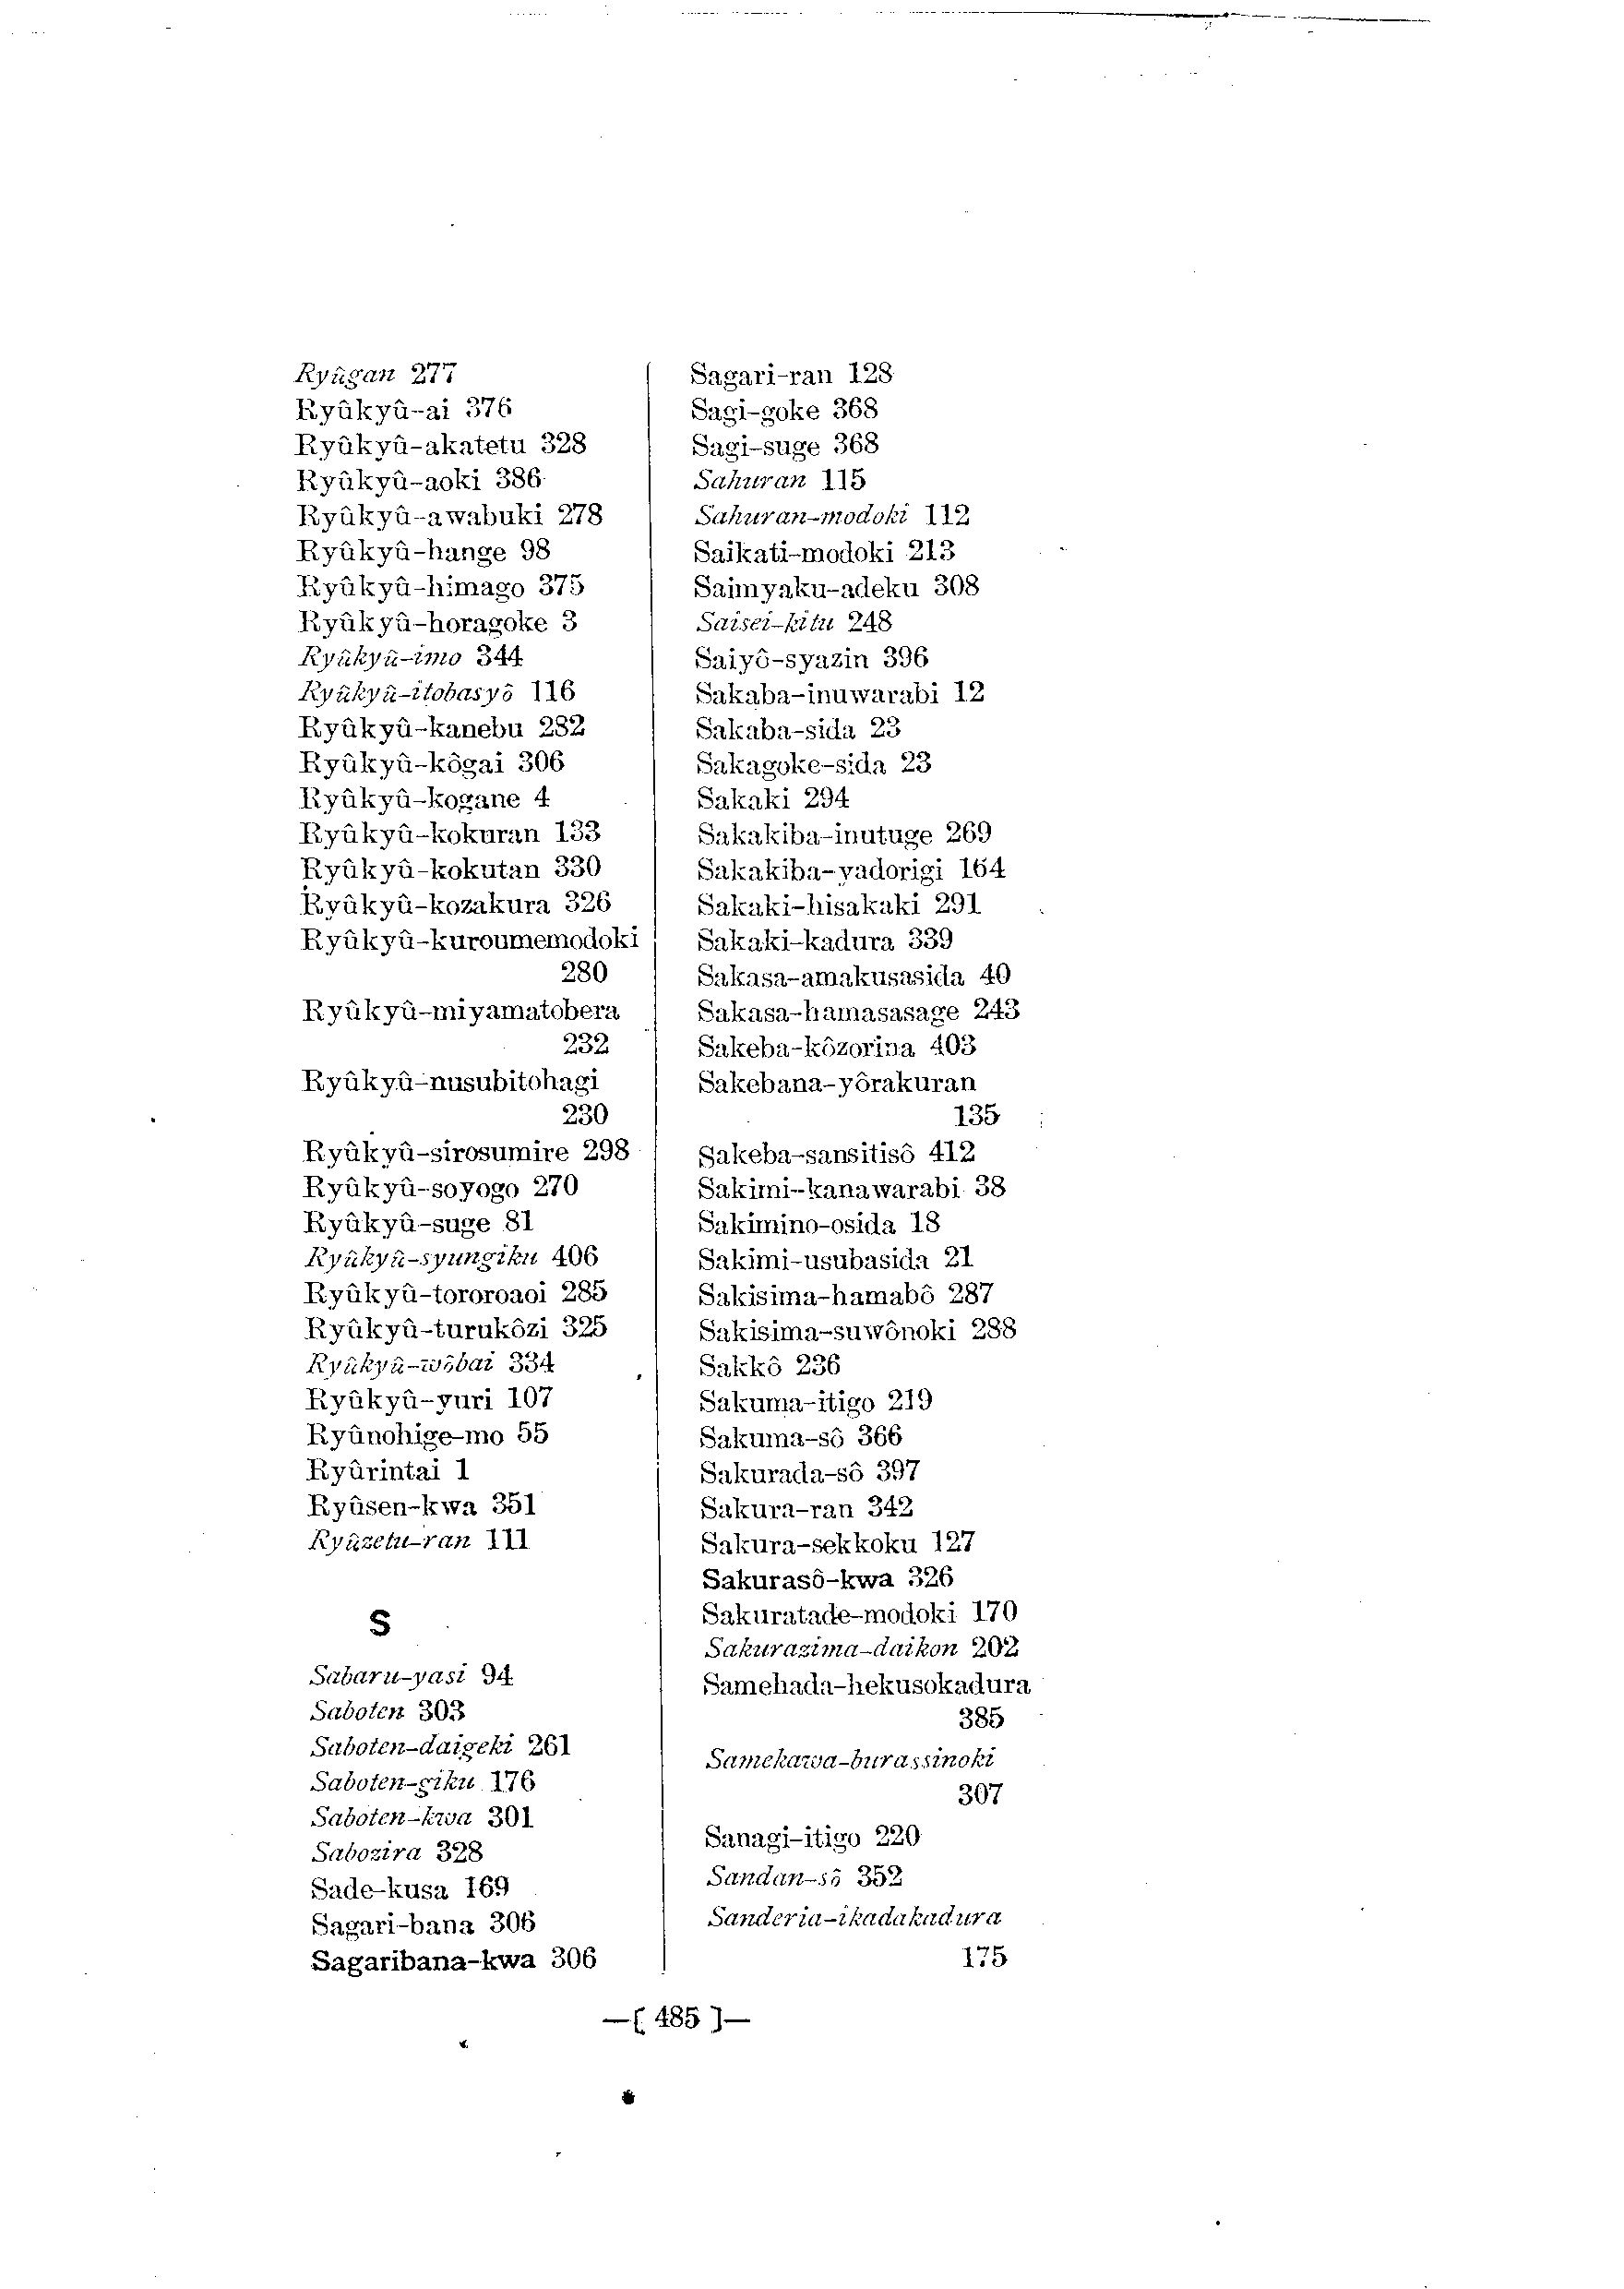 Ryûgan 277
Ryûkyû-ai 376
Ryûkyû-akatetu 328
Ryûkyû-aoki 386
Ryûkyû-awabuki 278
Ryûkyû-hange 98
Ryûkyû-himago 375
Ryûkyû-horagoke 3
Ryûkyû-imo 344
Ryûkyû-itobasyô 116
Ryûkyû-kanebu 282
Ryûkyû-kôgai 306
Ryûkyû-kogane 4
Ryûkyû-kokuran 133
Ryûkyû-kokutan 330
Ryûkyû-kozakura 326
Ryûkyû-kuroumemodoki
280
Ryûkyû-miyamatobera
232
Ryûkyû-nusubitohagi
230
Ryûkyû-sirosumire 298
Ryûkyû-soyogo 270
Ryûkyû-suge 81
Ryûkyû-syungiku 406
Ryûkyû-tororoaoi 285
Ryûkyû-turukôzi 325
Ryûkyû-wôbai 334
Ryûkyû-yuri 107
Ryûnohige-mo 55
Ryûrintai 1
Ryûsen-kwa 351
Ryûzetu-ran 111
S
Sabaru-yasi 94
Saboten 303
Saboten-daigeki 261
Saboten-giku 176
Saboten-kwa 301
Sabozira 328
Sade-kusa 169
Sagari-bana 306
Sagaribana-kwa 306
Sagari-ran 128
Sagi-goke 368
Sagi-suge 368
Sahuran 115
Sahuran-modoki 112
Saikati-modoki 213
Saimyaku-adeku 308
Saisei-kitu 248
Saiyô-syazin 396
Sakaba-inuwarabi 12
Sakaba-sida 23
Sakagoke-sida 23
Sakaki 294
Sakakiba-inutuge 269
Sakakiba-yadorigi 164
Sakaki-hisakaki 291
Sakaki-kadura 339
Sakasa-amakusasida 40
Sakasa-hamasasage 243
Sakeba-kôzorina 403
Sakebana-yôrakuran
135
Sakeba-sansitisô 412
Sakimi-kanawarabi 38
Sakimino-osida 18
Sakimi-usubasida 21
Sakisima-hamabô 287
Sakisima-suwônoki 288
Sakkô 236
Sakuma-itigo 219
Sakuma-sô 366
Sakurada-sô 397
Sakura-ran 342
Sakura-sekkoku 127
Sakurasô-kwa 326
Sakuratade-modoki 170
Sakurazima-daikon 202
Samehada-hekusokadura
385
Samekawa-burassinoki
307
Sanagi-itigo 220
Sandan-sô 352
Sanderia-ikadakadura
175
—[ 485 ]—